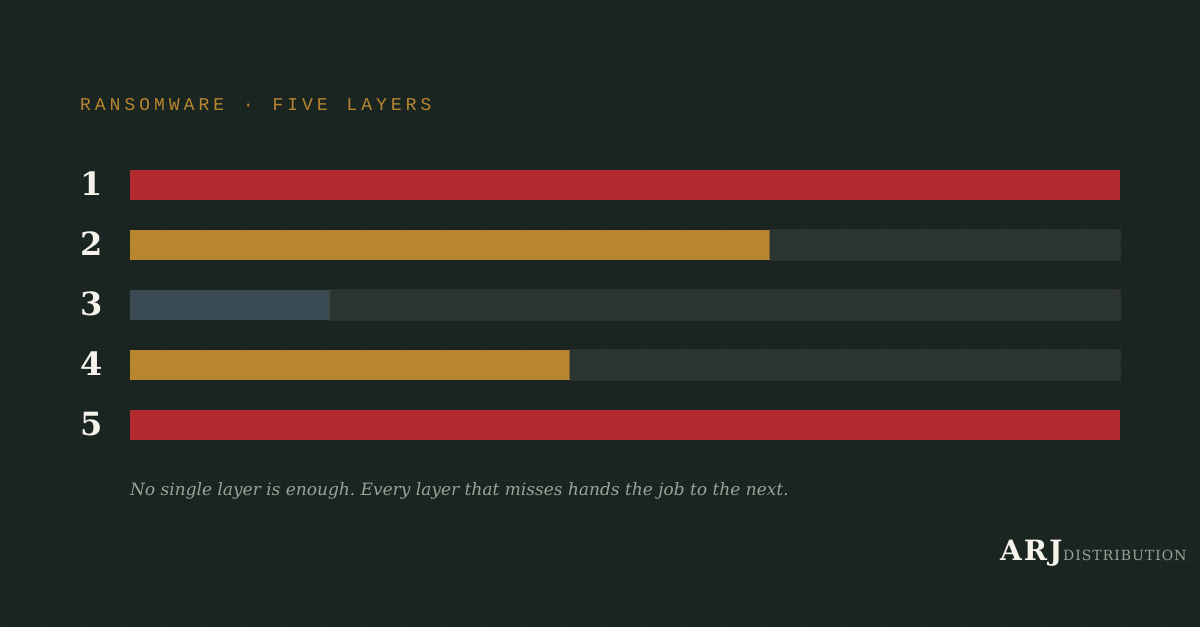 RANSOMWARE · FIVE LAYERS
1
2
3
4
5
No single layer is enough. Every layer that misses hands the job to the next.
ARJDISTRIBUTION